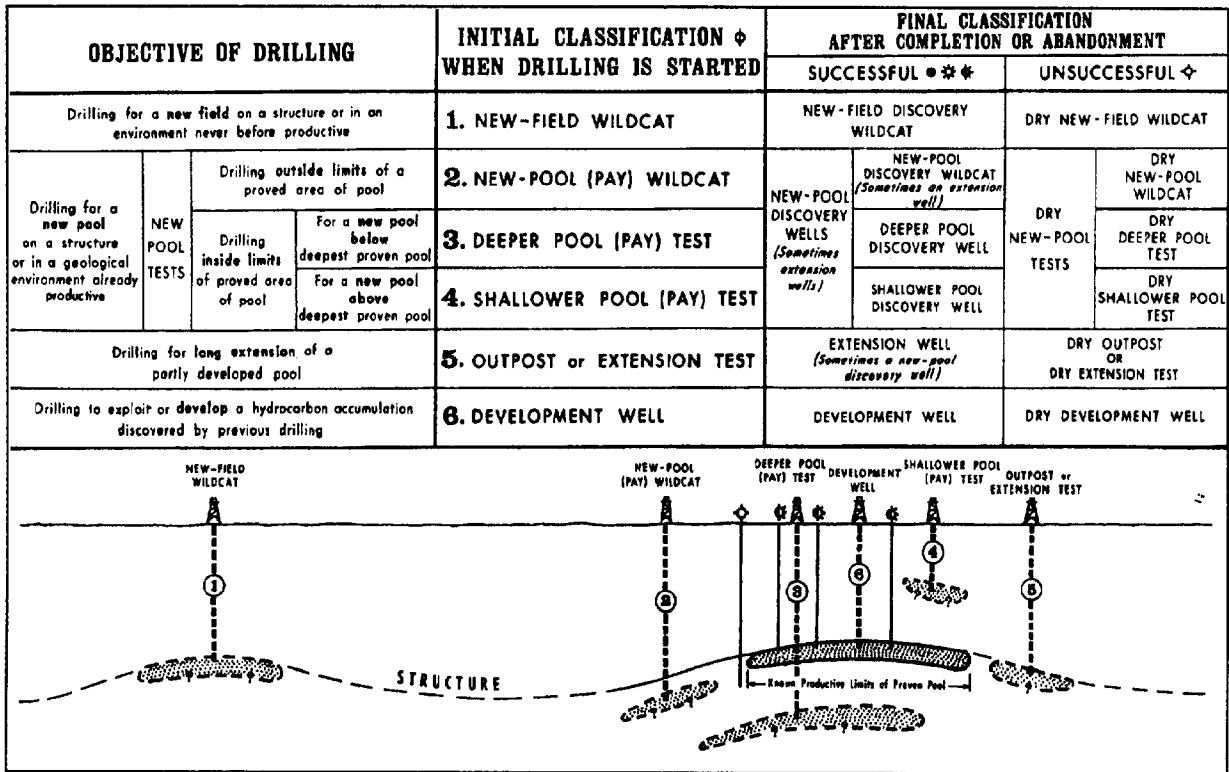 OBJECTIVE OF DRILLING
INITIAL CLASSIFICATION
WHEN DRILLING IS STARTED
FINAL CLASSIFICATION
AFTER COMPLETION OR ABANDONMENT
SUCCESSFUL
UNSUCCESSFUL
Drilling for a new field on a structure or in an
environment never before productive
1. NEW-FIELD WILDCAT
NEW-FIELD DISCOVERY
WILDCAT
DRY NEW-FIELD WILDCAT
Drilling for a
new pool
on a structure
or in a geological
environment already
productive
NEW
POOL
TESTS
Drilling outside limits of a
proved area of pool
2. NEW-POOL (PAY) WILDCAT
NEW-POOL
DISCOVERY
WELLS
(Sometimes
extension
wells)
NEW-POOL
DISCOVERY WILDCAT
(Sometimes an extension
well)
DRY
NEW-POOL
TESTS
DRY
NEW-POOL
WILDCAT
Drilling
inside limits
of proved area
of pool
For a new pool
below
deepest proven pool
3. DEEPER POOL (PAY) TEST
DEEPER POOL
DISCOVERY WELL
DRY
DEEPER POOL
TEST
For a new pool
above
deepest proven pool
4. SHALLOWER POOL (PAY) TEST
SHALLOWER POOL
DISCOVERY WELL
DRY
SHALLOWER POOL
TEST
Drilling for long extension of a
partly developed pool
5. OUTPOST or EXTENSION TEST
EXTENSION WELL
(Sometimes a new-pool
discovery well)
DRY OUTPOST
OR
DRY EXTENSION TEST
Drilling to exploit or develop a hydrocarbon accumulation
discovered by previous drilling
6. DEVELOPMENT WELL
DEVELOPMENT WELL
DRY DEVELOPMENT WELL
NEW-FIELD
WILDCAT
NEW-POOL
(PAY) WILDCAT
DEEPER POOL
(PAY) TEST
DEVELOPMENT
WELL
SHALLOWER POOL
(PAY) TEST
OUTPOST or
EXTENSION TEST
1
2
3
6
4
5
STRUCTURE
Known Productive Limits of Proven Pool